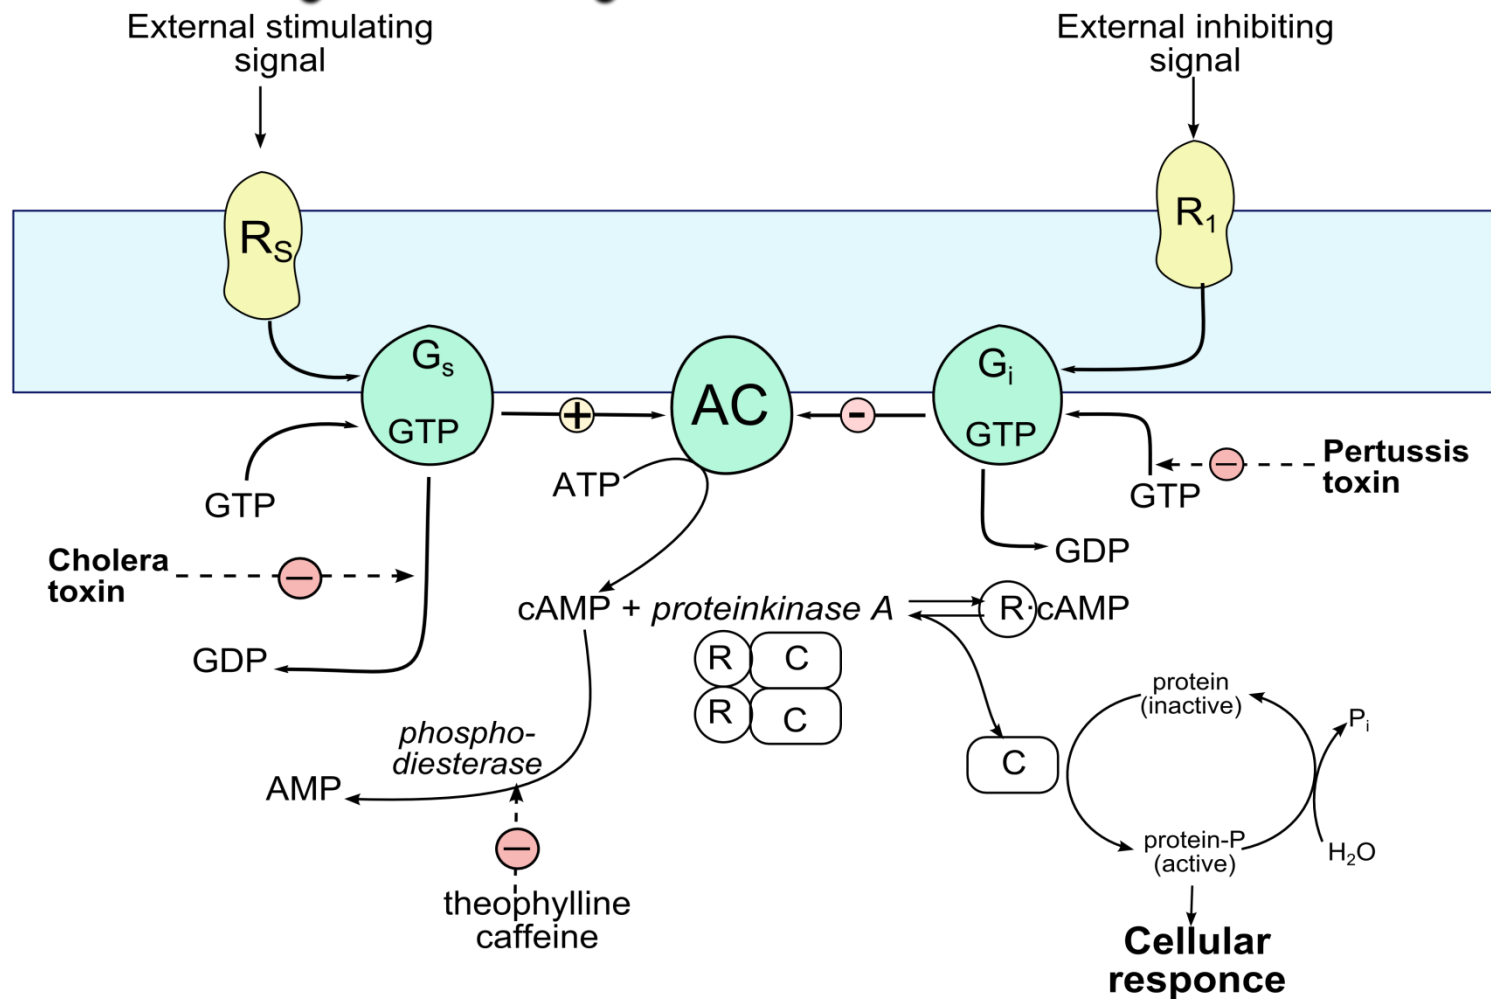 External stimulating
signal
External inhibiting
signal
RS
R1
Gs
GTP
AC
Gi
GTP
+
-
ATP
GTP
GTP
Pertussis
toxin
Cholera
toxin
GDP
GDP
cAMP + proteinkinase A
R·cAMP
R C
R C
phospho-
diesterase
AMP
C
protein
(inactive)
Pi
protein-P
(active)
H2O
theophylline
caffeine
Cellular
responce